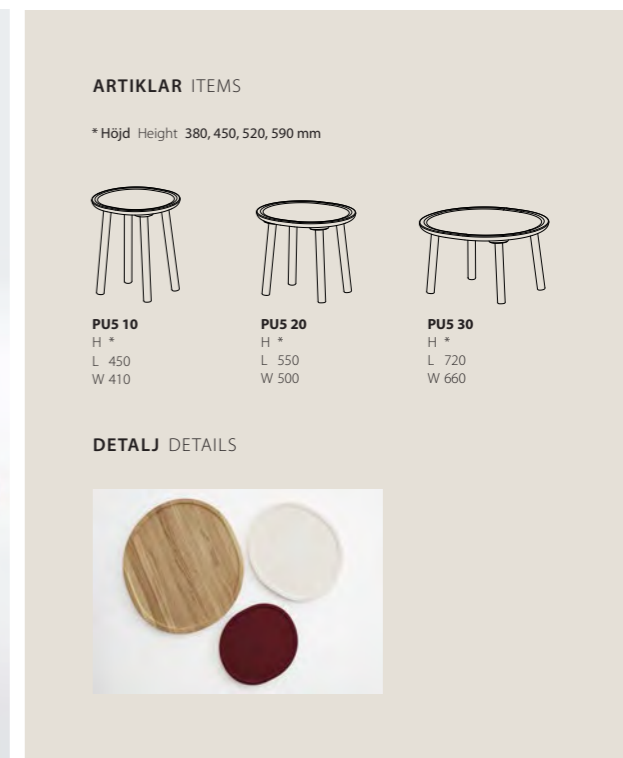 ARTIKLAR ITEMS
* Höjd Height 380, 450, 520, 590 mm
PU5 10
H *
L 450
W 410
PU5 20
H *
L 550
W 500
PU5 30
H *
L 720
W 660
DETALJ DETAILS